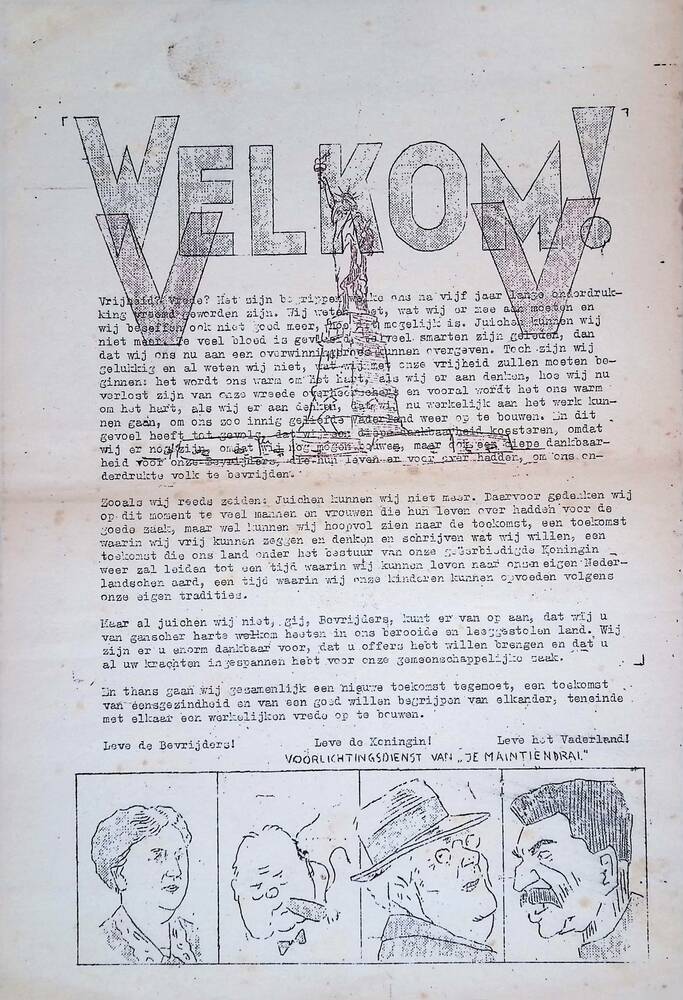 WELKOM!
V V
Vrijheid? Vrede? Het zijn begrippen welke ons na vijf jaar lange onderdruk-
king vreemd geworden zijn. Wij weten niet, wat wij er mee aan moeten en
wij beseffen ook niet goed meer, hoe dit mogelijk is. Juichen kunnen wij
niet meer. Te veel bloed is gevloeid, te veel smarten zijn geleden, dan
dat wij ons nu aan een overwinningsroes kunnen overgeven. Toch zijn wij
gelukkig en al weten wij niet, wat wij met onze vrijheid zullen moeten be-
ginnen: het wordt ons warm om het hart, als wij er aan denken, hoe wij nu
verlost zijn van onze wreede overheerschers en vooral wordt het ons warm
om het hart, als wij er aan denken, dat wij nu werkelijk aan het werk kun-
nen gaan, om ons zoo innig geliefde Vaderland weer op te bouwen. En dit
gevoel heeft tot gevolg, dat wij een diepe dankbaarheid koesteren, omdat
wij er nog zijn, omdat wij nog mogen bouwen, maar ook een diepe dankbaar-
heid voor onze Bevrijders, die hun leven er voor over hadden, om ons on-
derdrukte volk te bevrijden.
Zooals wij reeds zeiden: Juichen kunnen wij niet meer. Daarvoor gedenken wij
op dit moment te veel mannen en vrouwen die hun leven over hadden voor de
goede zaak, maar wel kunnen wij hoopvol zien naar de toekomst, een toekomst
waarin wij vrij kunnen zeggen en denken en schrijven wat wij willen, een
toekomst die ons land onder het bestuur van onze geëerbiedigde Koningin
weer zal leiden tot een tijd waarin wij kunnen leven naar onzen eigen Neder-
landschen aard, een tijd waarin wij onze kinderen kunnen opvoeden volgens
onze eigen tradities.
Maar al juichen wij niet, gij, Bevrijders, kunt er van op aan, dat wij u
van ganscher harte welkom heeten in ons berooide en leeggestolen land. Wij
zijn er u enorm dankbaar voor, dat u offers hebt willen brengen en dat u
al uw krachten ingespannen hebt voor onze gemeenschappelijke zaak.
En thans gaan wij gezamenlijk een nieuwe toekomst tegemoet, een toekomst
van eensgezindheid en van een goed willen begrijpen van elkander, teneinde
met elkaar een werkelijken vrede op te bouwen.
Leve de Bevrijders! Leve de Koningin! Leve het Vaderland!
VOORLICHTINGSDIENST VAN „JE MAINTIENDRAI."